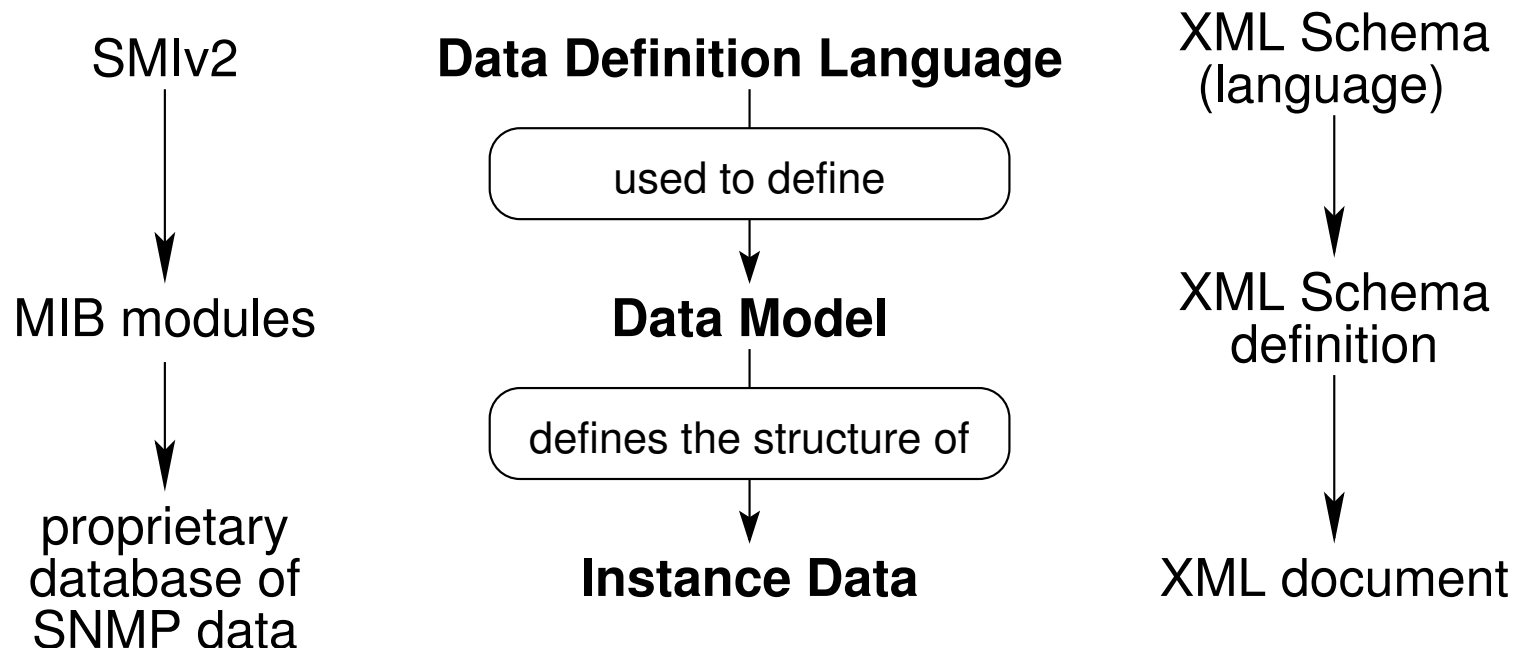 SMIv2
MIB modules
proprietary
database of
SNMP data
Data Definition Language
used to define
Data Model
defines the structure of
Instance Data
XML Schema
(language)
XML Schema
definition
XML document